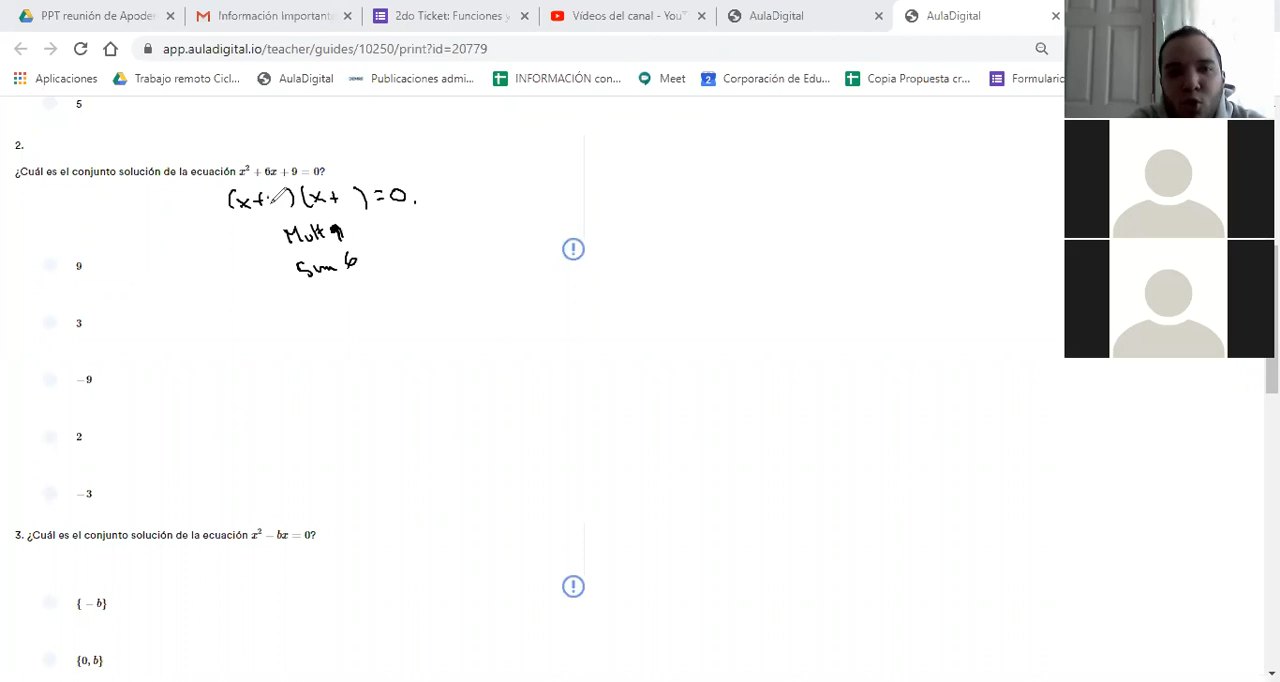 PPT reunión de Apoder
Información Important
2do Ticket: Funciones y
Vídeos del canal - YouT
AulaDigital
AulaDigital
app.auladigital.io/teacher/guides/10250/print?id=20779
Aplicaciones
Trabajo remoto Cicl...
AulaDigital
Publicaciones admi...
INFORMACIÓN con...
Meet
2 Corporación de Edu...
Copia Propuesta cr...
Formulario
5
2.
¿Cuál es el conjunto solución de la ecuación x² + 6x + 9 = 0?
(x+ )(x+ )=0.
Mult 9
Sum 6
9
3
−9
2
−3
3. ¿Cuál es el conjunto solución de la ecuación x² − bx = 0?
{ − b}
{0, b}